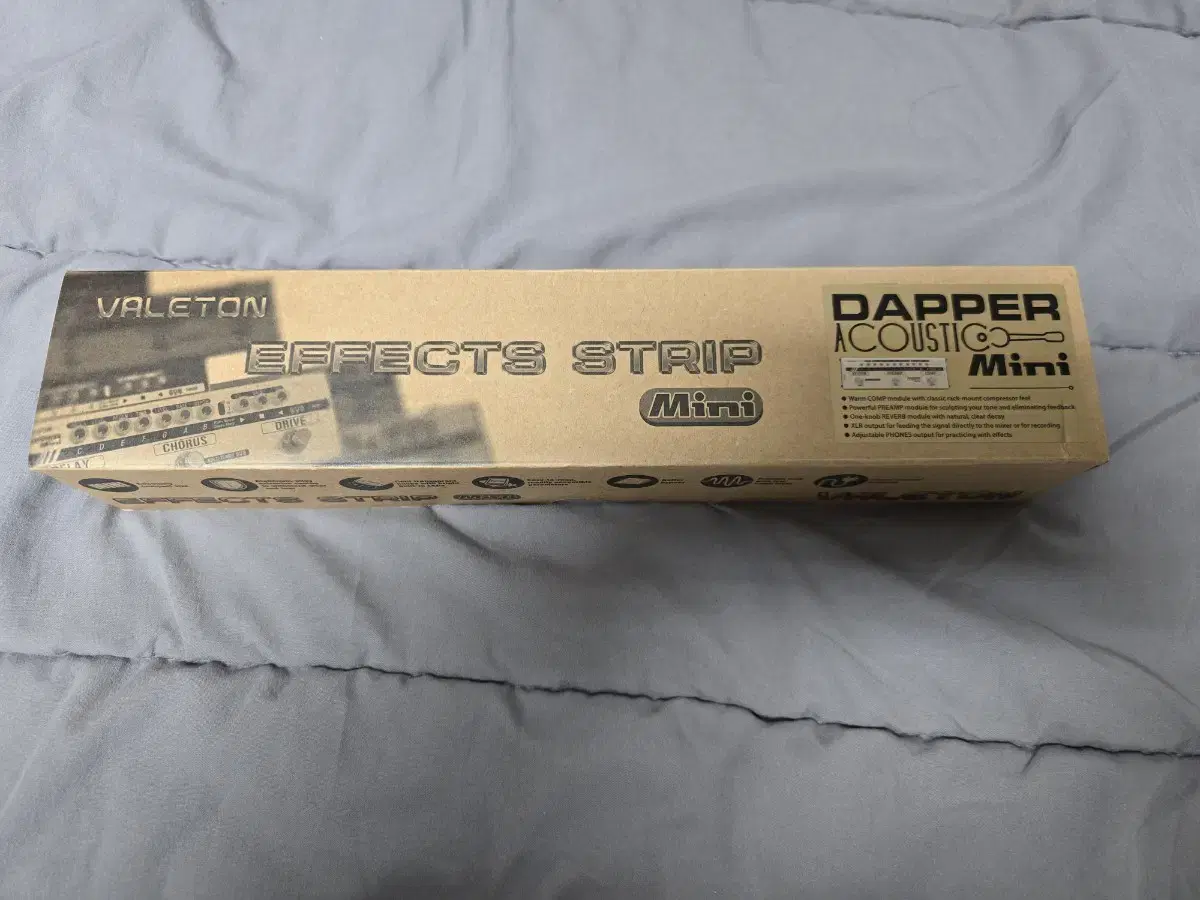 VALETON
EFFECTS STRIP
Mini
DAPPER
ACOUSTIC
Mini
● Warm COMP module with classic rack-mount compressor feel
● Powerful PREAMP module for sculpting your tone and eliminating feedback
● One-knob REVERB module with natural, clear decay
● XLR output for feeding the signal directly to the mixer or for recording
● Adjustable PHONES output for practicing with effects
C D E F G A B
DELAY
CHORUS
DRIVE
EFFECTS STRIP
VALETON